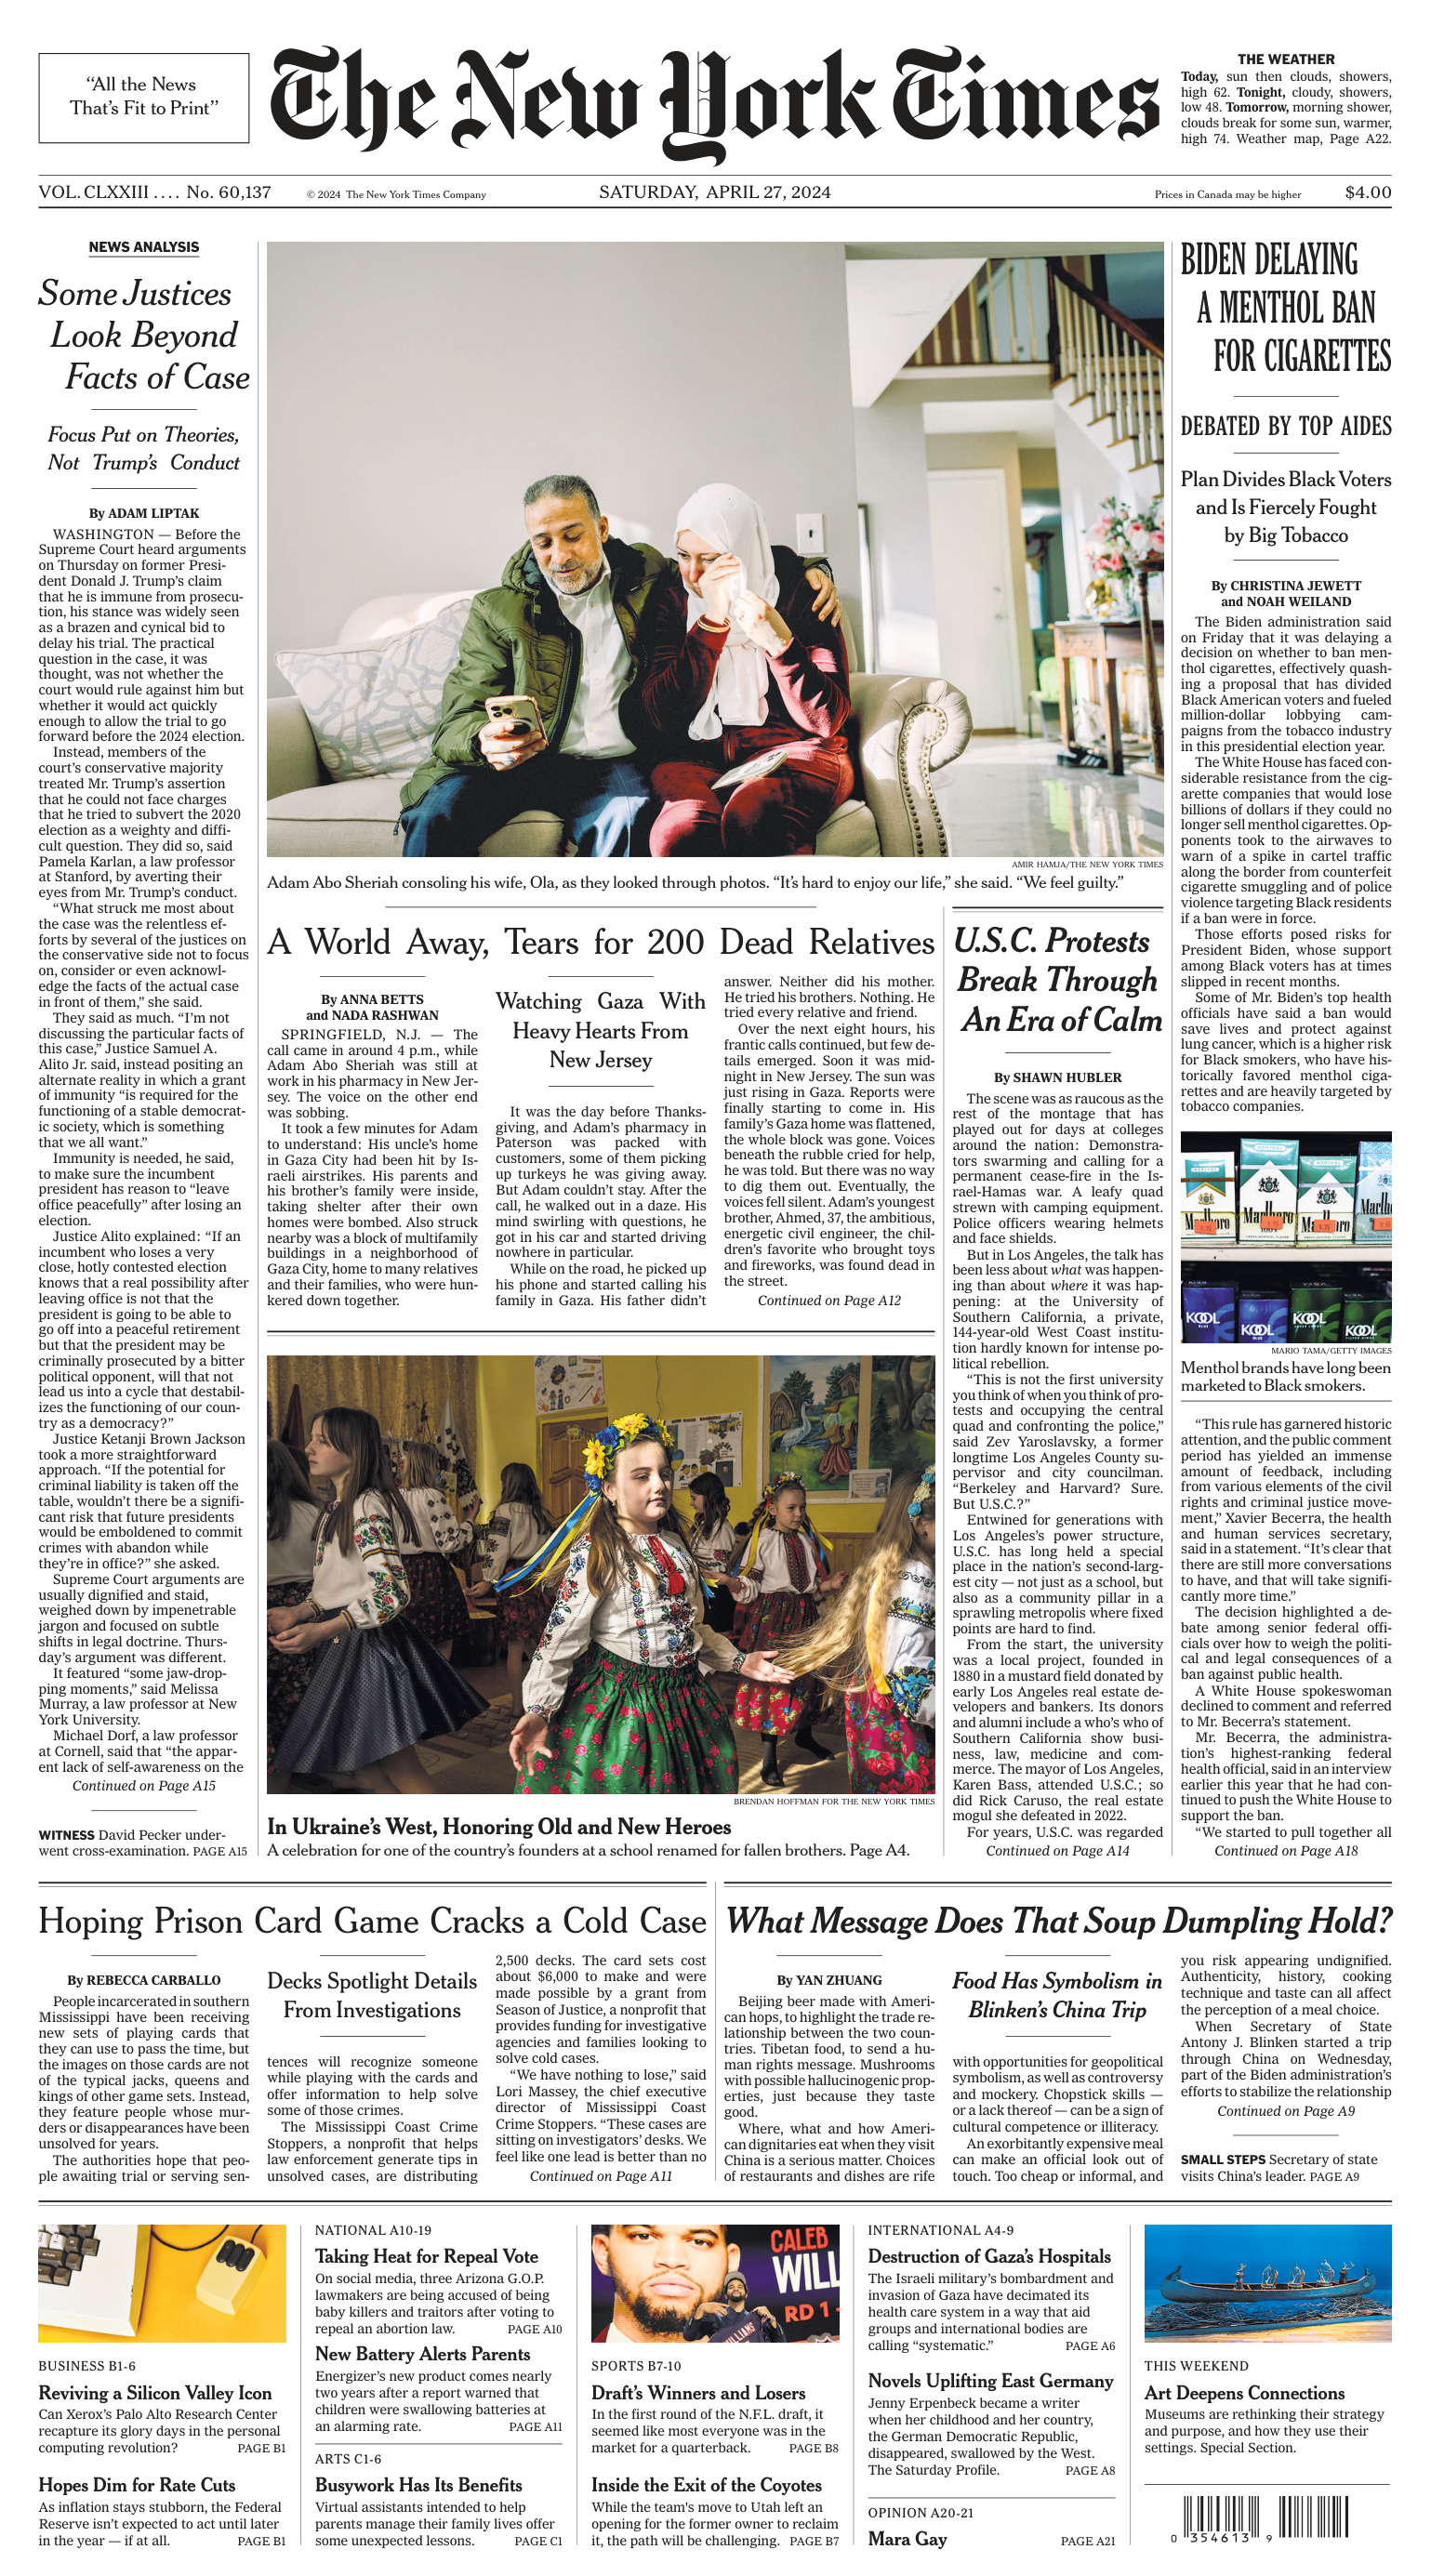 “All the News
That’s Fit to Print”
The New York Times
THE WEATHER
Today, sun then clouds, showers,
high 62. Tonight, cloudy, showers,
low 48. Tomorrow, morning shower,
clouds break for some sun, warmer,
high 74. Weather map, Page A22.
VOL. CLXXIII .... No. 60,137
© 2024 The New York Times Company
SATURDAY, APRIL 27, 2024
Prices in Canada may be higher
$4.00
NEWS ANALYSIS
Some Justices
Look Beyond
Facts of Case
Focus Put on Theories,
Not Trump’s Conduct
By ADAM LIPTAK
WASHINGTON — Before the
Supreme Court heard arguments
on Thursday on former Presi-
dent Donald J. Trump’s claim
that he is immune from prosecu-
tion, his stance was widely seen
as a brazen and cynical bid to
delay his trial. The practical
question in the case, it was
thought, was not whether the
court would rule against him but
whether it would act quickly
enough to allow the trial to go
forward before the 2024 election.
Instead, members of the
court’s conservative majority
treated Mr. Trump’s assertion
that he could not face charges
that he tried to subvert the 2020
election as a weighty and diffi-
cult question. They did so, said
Pamela Karlan, a law professor
at Stanford, by averting their
eyes from Mr. Trump’s conduct.
“What struck me most about
the case was the relentless ef-
forts by several of the justices on
the conservative side not to focus
on, consider or even acknowl-
edge the facts of the actual case
in front of them,” she said.
They said as much. “I’m not
discussing the particular facts of
this case,” Justice Samuel A.
Alito Jr. said, instead positing an
alternate reality in which a grant
of immunity “is required for the
functioning of a stable democrat-
ic society, which is something
that we all want.”
Immunity is needed, he said,
to make sure the incumbent
president has reason to “leave
office peacefully” after losing an
election.
Justice Alito explained: “If an
incumbent who loses a very
close, hotly contested election
knows that a real possibility after
leaving office is not that the
president is going to be able to
go off into a peaceful retirement
but that the president may be
criminally prosecuted by a bitter
political opponent, will that not
lead us into a cycle that destabil-
izes the functioning of our coun-
try as a democracy?”
Justice Ketanji Brown Jackson
took a more straightforward
approach. “If the potential for
criminal liability is taken off the
table, wouldn’t there be a signifi-
cant risk that future presidents
would be emboldened to commit
crimes with abandon while
they’re in office?” she asked.
Supreme Court arguments are
usually dignified and staid,
weighed down by impenetrable
jargon and focused on subtle
shifts in legal doctrine. Thurs-
day’s argument was different.
It featured “some jaw-drop-
ping moments,” said Melissa
Murray, a law professor at New
York University.
Michael Dorf, a law professor
at Cornell, said that “the appar-
ent lack of self-awareness on the
Continued on Page A15
WITNESS David Pecker under-
went cross-examination. PAGE A15
AMIR HAMJA/THE NEW YORK TIMES
Adam Abo Sheriah consoling his wife, Ola, as they looked through photos. “It’s hard to enjoy our life,” she said. “We feel guilty.”
A World Away, Tears for 200 Dead Relatives
By ANNA BETTS
and NADA RASHWAN
SPRINGFIELD, N.J. — The
call came in around 4 p.m., while
Adam Abo Sheriah was still at
work in his pharmacy in New Jer-
sey. The voice on the other end
was sobbing.
It took a few minutes for Adam
to understand: His uncle’s home
in Gaza City had been hit by Is-
raeli airstrikes. His parents and
his brother’s family were inside,
taking shelter after their own
homes were bombed. Also struck
nearby was a block of multifamily
buildings in a neighborhood of
Gaza City, home to many relatives
and their families, who were hun-
kered down together.
Watching Gaza With
Heavy Hearts From
New Jersey
It was the day before Thanks-
giving, and Adam’s pharmacy in
Paterson was packed with
customers, some of them picking
up turkeys he was giving away.
But Adam couldn’t stay. After the
call, he walked out in a daze. His
mind swirling with questions, he
got in his car and started driving
nowhere in particular.
While on the road, he picked up
his phone and started calling his
family in Gaza. His father didn’t
answer. Neither did his mother.
He tried his brothers. Nothing. He
tried every relative and friend.
Over the next eight hours, his
frantic calls continued, but few de-
tails emerged. Soon it was mid-
night in New Jersey. The sun was
just rising in Gaza. Reports were
finally starting to come in. His
family’s Gaza home was flattened,
the whole block was gone. Voices
beneath the rubble cried for help,
he was told. But there was no way
to dig them out. Eventually, the
voices fell silent. Adam’s youngest
brother, Ahmed, 37, the ambitious,
energetic civil engineer, the chil-
dren’s favorite who brought toys
and fireworks, was found dead in
the street.
Continued on Page A12
BRENDAN HOFFMAN FOR THE NEW YORK TIMES
In Ukraine’s West, Honoring Old and New Heroes
A celebration for one of the country’s founders at a school renamed for fallen brothers. Page A4.
U.S.C. Protests
Break Through
An Era of Calm
By SHAWN HUBLER
The scene was as raucous as the
rest of the montage that has
played out for days at colleges
around the nation: Demonstra-
tors swarming and calling for a
permanent cease-fire in the Is-
rael-Hamas war. A leafy quad
strewn with camping equipment.
Police officers wearing helmets
and face shields.
But in Los Angeles, the talk has
been less about what was happen-
ing than about where it was hap-
pening: at the University of
Southern California, a private,
144-year-old West Coast institu-
tion hardly known for intense po-
litical rebellion.
“This is not the first university
you think of when you think of pro-
tests and occupying the central
quad and confronting the police,”
said Zev Yaroslavsky, a former
longtime Los Angeles County su-
pervisor and city councilman.
“Berkeley and Harvard? Sure.
But U.S.C.?”
Entwined for generations with
Los Angeles’s power structure,
U.S.C. has long held a special
place in the nation’s second-larg-
est city — not just as a school, but
also as a community pillar in a
sprawling metropolis where fixed
points are hard to find.
From the start, the university
was a local project, founded in
1880 in a mustard field donated by
early Los Angeles real estate de-
velopers and bankers. Its donors
and alumni include a who’s who of
Southern California show busi-
ness, law, medicine and com-
merce. The mayor of Los Angeles,
Karen Bass, attended U.S.C.; so
did Rick Caruso, the real estate
mogul she defeated in 2022.
For years, U.S.C. was regarded
Continued on Page A14
BIDEN DELAYING
A MENTHOL BAN
FOR CIGARETTES
DEBATED BY TOP AIDES
Plan Divides Black Voters
and Is Fiercely Fought
by Big Tobacco
By CHRISTINA JEWETT
and NOAH WEILAND
The Biden administration said
on Friday that it was delaying a
decision on whether to ban men-
thol cigarettes, effectively quash-
ing a proposal that has divided
Black American voters and fueled
million-dollar lobbying cam-
paigns from the tobacco industry
in this presidential election year.
The White House has faced con-
siderable resistance from the cig-
arette companies that would lose
billions of dollars if they could no
longer sell menthol cigarettes. Op-
ponents took to the airwaves to
warn of a spike in cartel traffic
along the border from counterfeit
cigarette smuggling and of police
violence targeting Black residents
if a ban were in force.
Those efforts posed risks for
President Biden, whose support
among Black voters has at times
slipped in recent months.
Some of Mr. Biden’s top health
officials have said a ban would
save lives and protect against
lung cancer, which is a higher risk
for Black smokers, who have his-
torically favored menthol ciga-
rettes and are heavily targeted by
tobacco companies.
Marlboro
Marlboro
Marlboro
KOOL
KOOL
KOOL
KOOL
MARIO TAMA/GETTY IMAGES
Menthol brands have long been
marketed to Black smokers.
“This rule has garnered historic
attention, and the public comment
period has yielded an immense
amount of feedback, including
from various elements of the civil
rights and criminal justice move-
ment,” Xavier Becerra, the health
and human services secretary,
said in a statement. “It’s clear that
there are still more conversations
to have, and that will take signifi-
cantly more time.”
The decision highlighted a de-
bate among senior federal offi-
cials over how to weigh the politi-
cal and legal consequences of a
ban against public health.
A White House spokeswoman
declined to comment and referred
to Mr. Becerra’s statement.
Mr. Becerra, the administra-
tion’s highest-ranking federal
health official, said in an interview
earlier this year that he had con-
tinued to push the White House to
support the ban.
“We started to pull together all
Continued on Page A18
Hoping Prison Card Game Cracks a Cold Case
By REBECCA CARBALLO
People incarcerated in southern
Mississippi have been receiving
new sets of playing cards that
they can use to pass the time, but
the images on those cards are not
of the typical jacks, queens and
kings of other game sets. Instead,
they feature people whose mur-
ders or disappearances have been
unsolved for years.
The authorities hope that peo-
ple awaiting trial or serving sen-
Decks Spotlight Details
From Investigations
tences will recognize someone
while playing with the cards and
offer information to help solve
some of those crimes.
The Mississippi Coast Crime
Stoppers, a nonprofit that helps
law enforcement generate tips in
unsolved cases, are distributing
2,500 decks. The card sets cost
about $6,000 to make and were
made possible by a grant from
Season of Justice, a nonprofit that
provides funding for investigative
agencies and families looking to
solve cold cases.
“We have nothing to lose,” said
Lori Massey, the chief executive
director of Mississippi Coast
Crime Stoppers. “These cases are
sitting on investigators’ desks. We
feel like one lead is better than no
Continued on Page A11
What Message Does That Soup Dumpling Hold?
By YAN ZHUANG
Beijing beer made with Ameri-
can hops, to highlight the trade re-
lationship between the two coun-
tries. Tibetan food, to send a hu-
man rights message. Mushrooms
with possible hallucinogenic prop-
erties, just because they taste
good.
Where, what and how Ameri-
can dignitaries eat when they visit
China is a serious matter. Choices
of restaurants and dishes are rife
Food Has Symbolism in
Blinken’s China Trip
with opportunities for geopolitical
symbolism, as well as controversy
and mockery. Chopstick skills —
or a lack thereof — can be a sign of
cultural competence or illiteracy.
An exorbitantly expensive meal
can make an official look out of
touch. Too cheap or informal, and
you risk appearing undignified.
Authenticity, history, cooking
technique and taste can all affect
the perception of a meal choice.
When Secretary of State
Antony J. Blinken started a trip
through China on Wednesday,
part of the Biden administration’s
efforts to stabilize the relationship
Continued on Page A9
SMALL STEPS Secretary of state
visits China’s leader. PAGE A9
BUSINESS B1-6
Reviving a Silicon Valley Icon
Can Xerox’s Palo Alto Research Center
recapture its glory days in the personal
computing revolution? PAGE B1
Hopes Dim for Rate Cuts
As inflation stays stubborn, the Federal
Reserve isn’t expected to act until later
in the year — if at all. PAGE B1
NATIONAL A10-19
Taking Heat for Repeal Vote
On social media, three Arizona G.O.P.
lawmakers are being accused of being
baby killers and traitors after voting to
repeal an abortion law. PAGE A10
New Battery Alerts Parents
Energizer’s new product comes nearly
two years after a report warned that
children were swallowing batteries at
an alarming rate. PAGE A11
ARTS C1-6
Busywork Has Its Benefits
Virtual assistants intended to help
parents manage their family lives offer
some unexpected lessons. PAGE C1
CALEB
WILL
RD 1 -
SPORTS B7-10
Draft’s Winners and Losers
In the first round of the N.F.L. draft, it
seemed like most everyone was in the
market for a quarterback. PAGE B8
Inside the Exit of the Coyotes
While the team's move to Utah left an
opening for the former owner to reclaim
it, the path will be challenging. PAGE B7
INTERNATIONAL A4-9
Destruction of Gaza’s Hospitals
The Israeli military’s bombardment and
invasion of Gaza have decimated its
health care system in a way that aid
groups and international bodies are
calling “systematic.” PAGE A6
Novels Uplifting East Germany
Jenny Erpenbeck became a writer
when her childhood and her country,
the German Democratic Republic,
disappeared, swallowed by the West.
The Saturday Profile. PAGE A8
OPINION A20-21
Mara Gay PAGE A21
THIS WEEKEND
Art Deepens Connections
Museums are rethinking their strategy
and purpose, and how they use their
settings. Special Section.
0 354613 9